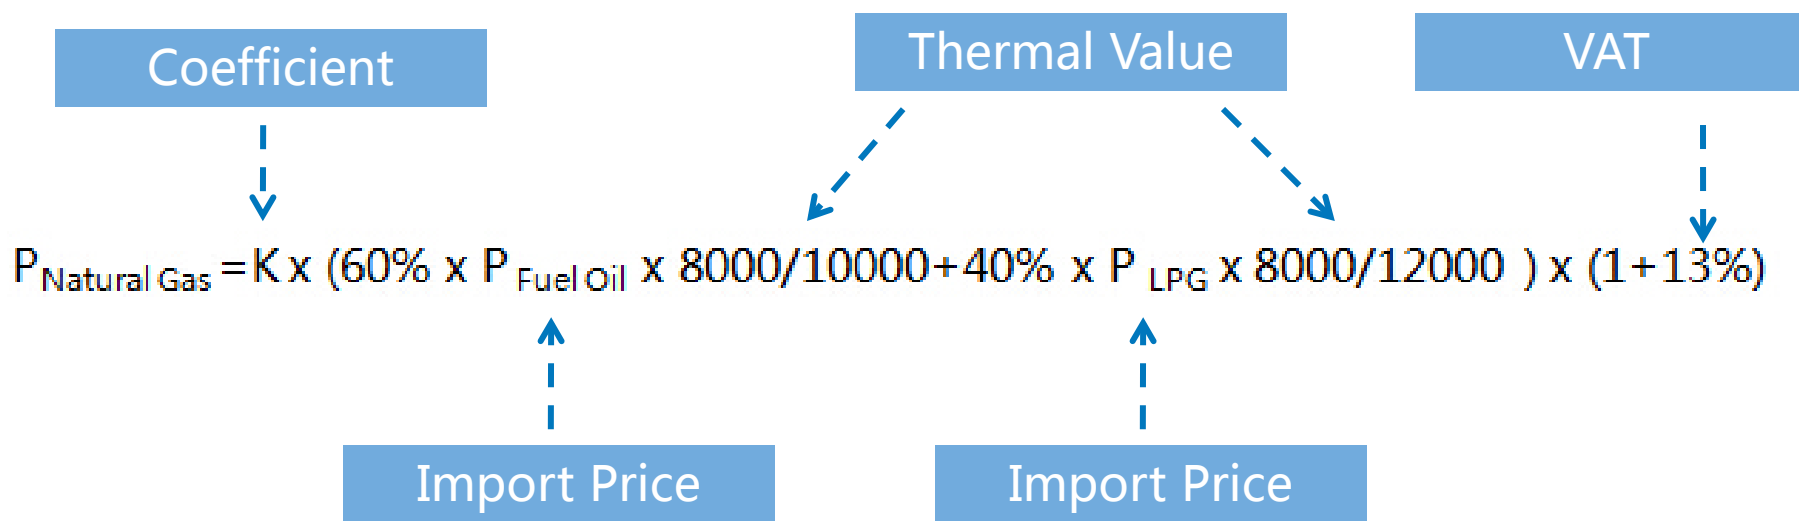 Coefficient
Thermal Value
VAT
P Natural Gas = K x (60% x P Fuel Oil x 8000/10000+40% x P LPG x 8000/12000 ) x (1+13%)
Import Price
Import Price